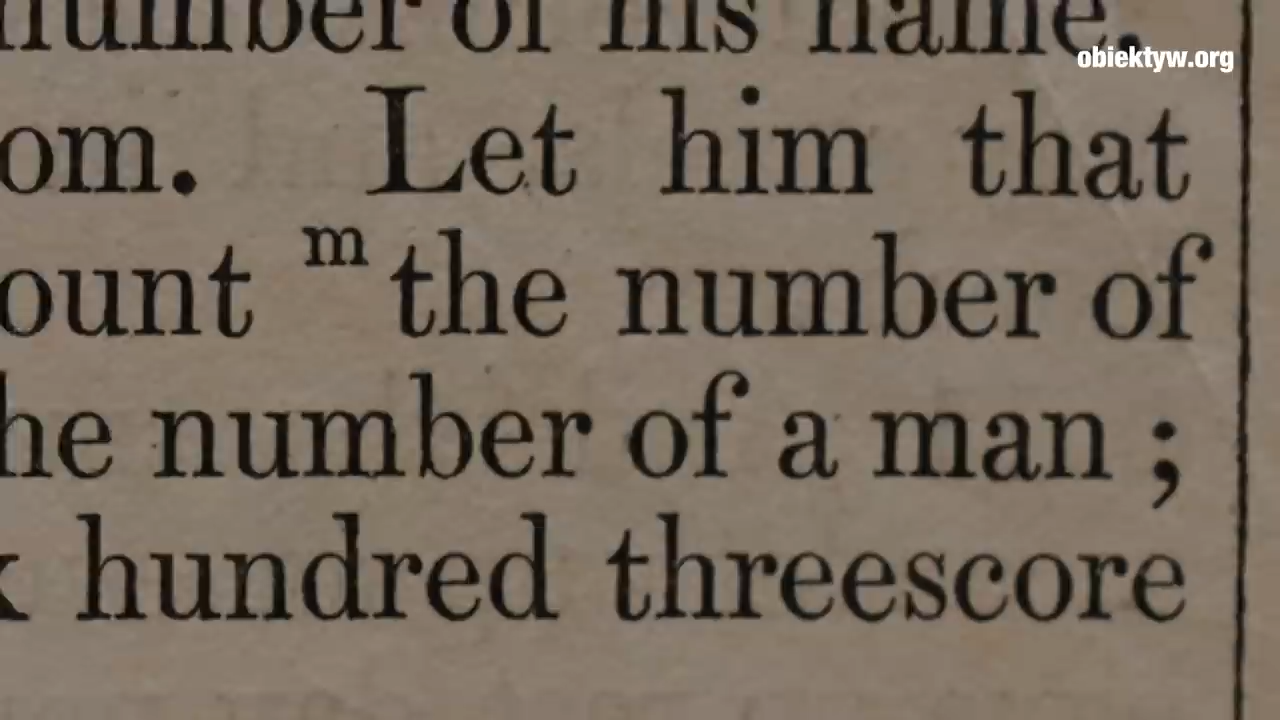 number of his name.
obiektyw.org
om. Let him that
ount m the number of
he number of a man ;
hundred threescore